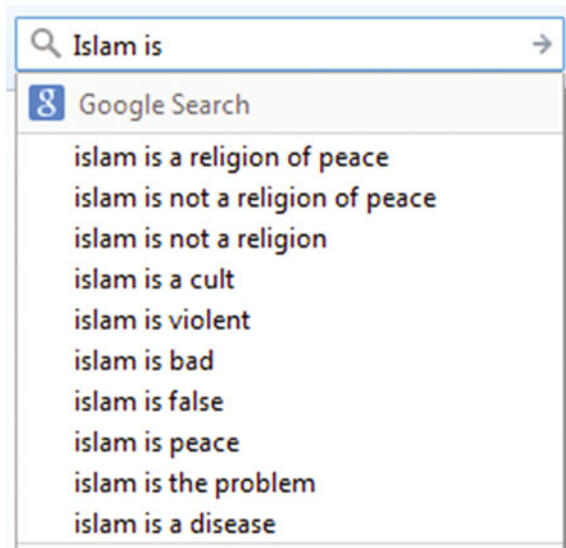 Islam is
Google Search
islam is a religion of peace
islam is not a religion of peace
islam is not a religion
islam is a cult
islam is violent
islam is bad
islam is false
islam is peace
islam is the problem
islam is a disease